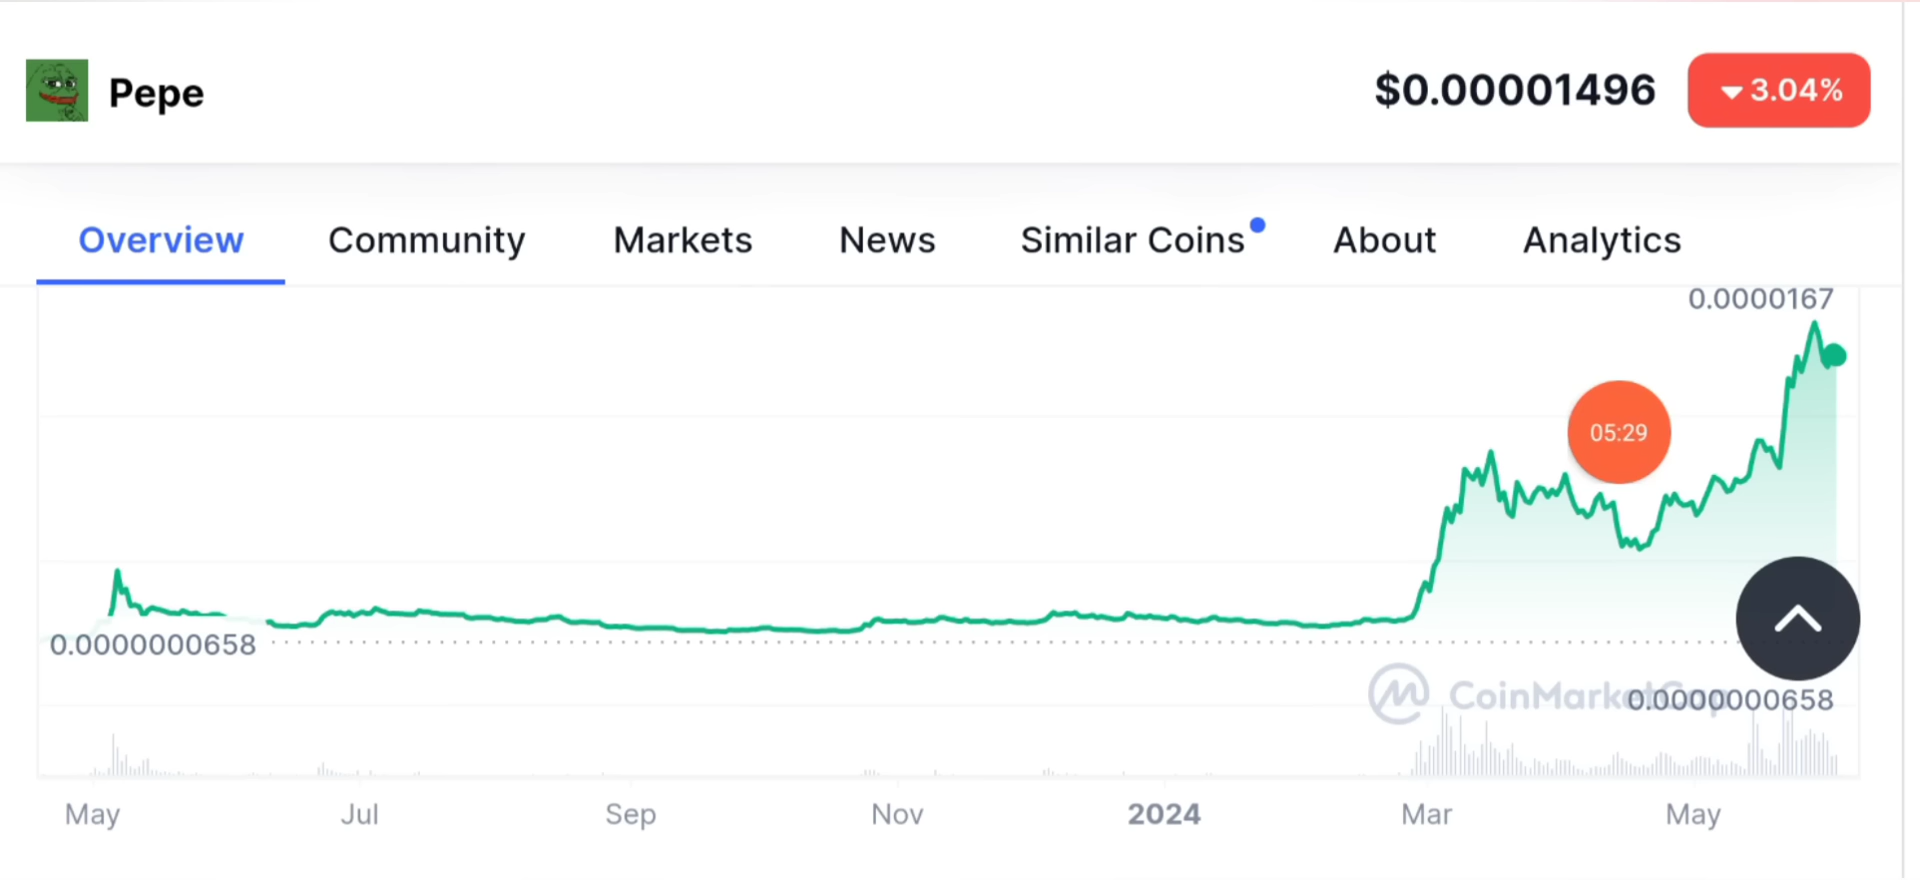 Pepe
$0.00001496
3.04%
Overview Community Markets News Similar Coins About Analytics
0.0000167
05:29
0.0000000658
CoinMarketCap
0.0000000658
May Jul Sep Nov 2024 Mar May